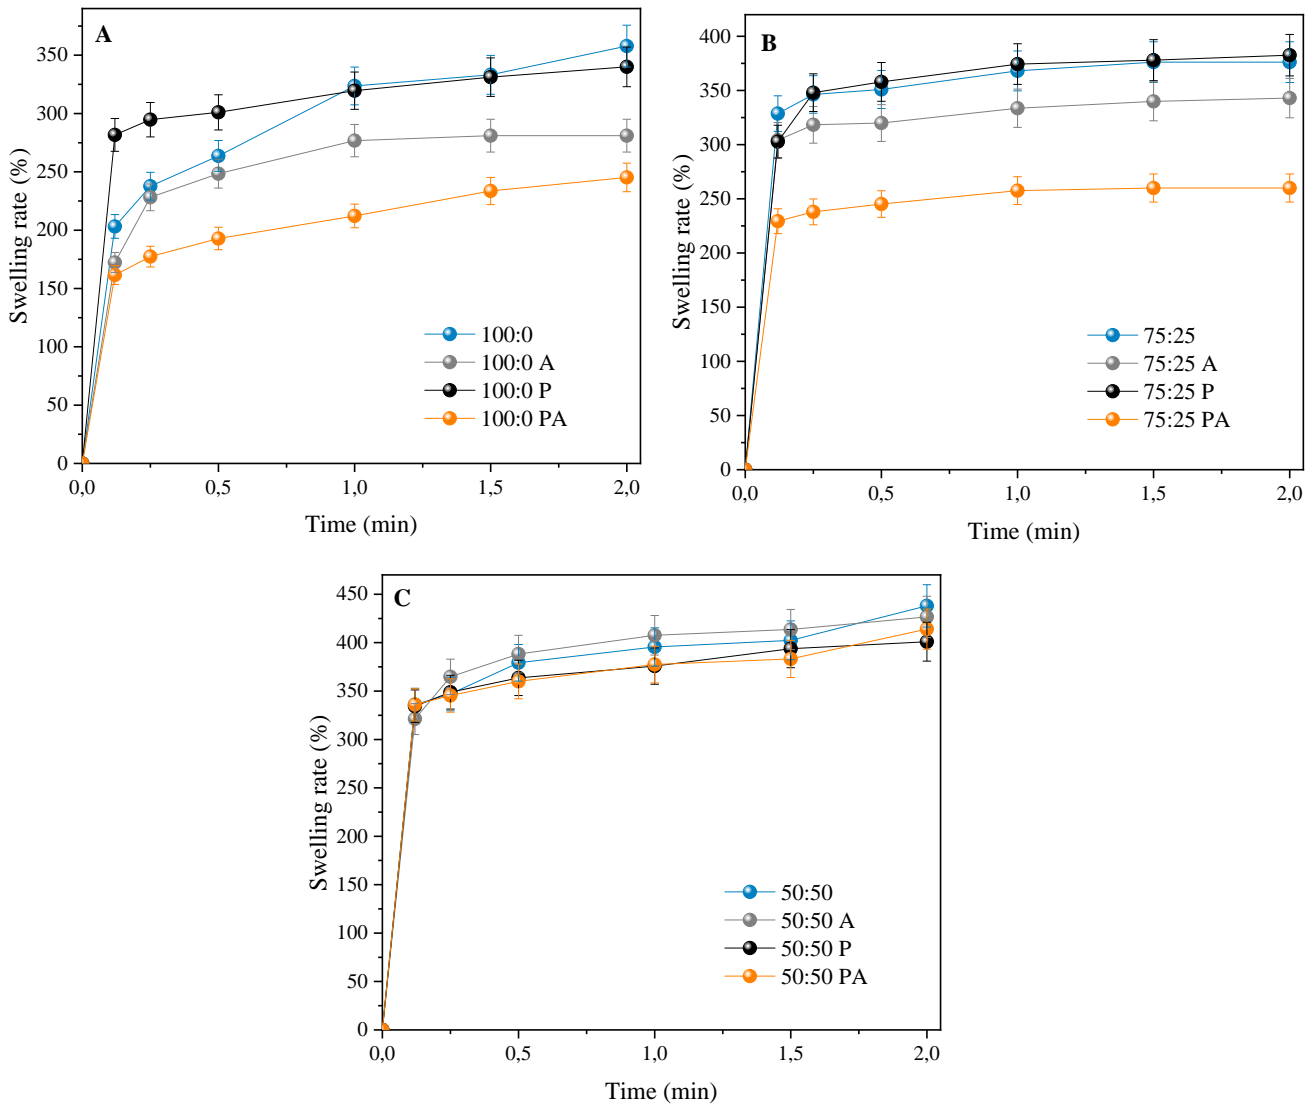 A
350
300
250
200
150
100
50
0
Swelling rate (%)
100:0
100:0 A
100:0 P
100:0 PA
0,0 0,5 1,0 1,5 2,0
Time (min)
B
400
350
300
250
200
150
100
50
0
Swelling rate (%)
75:25
75:25 A
75:25 P
75:25 PA
0,0 0,5 1,0 1,5 2,0
Time (min)
C
450
400
350
300
250
200
150
100
50
0
Swelling rate (%)
50:50
50:50 A
50:50 P
50:50 PA
0,0 0,5 1,0 1,5 2,0
Time (min)